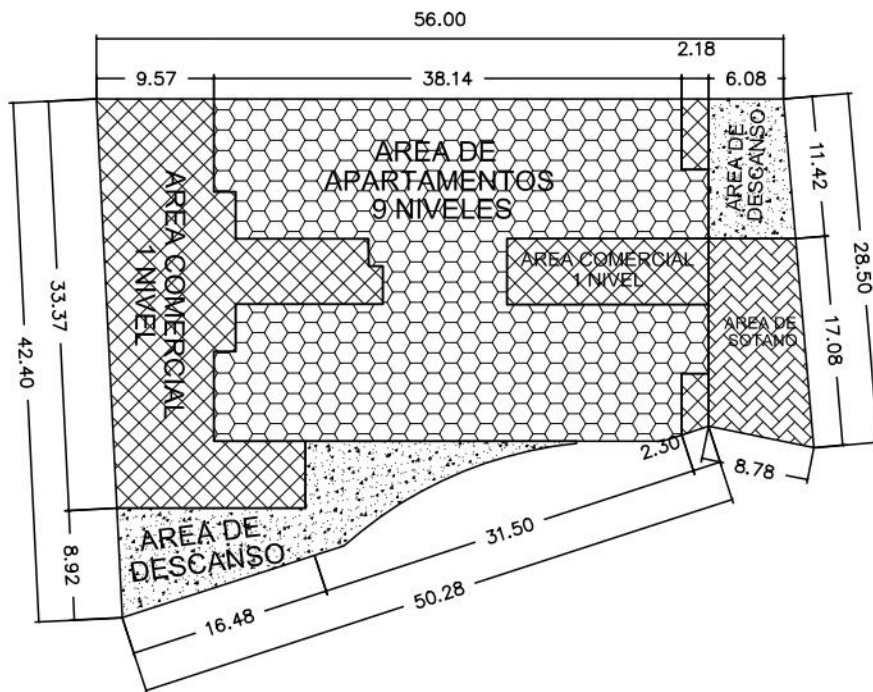 56.00
2.18
9.57
38.14
6.08
AREA DE
APARTAMENTOS
9 NIVELES
AREA DE
DESCANSO
11.42
28.50
AREA COMERCIAL
1 NIVEL
AREA COMERCIAL
1 NIVEL
AREA DE
SOTANO
17.08
33.37
42.40
2.30
8.78
AREA DE
DESCANSO
31.50
8.92
16.48
50.28